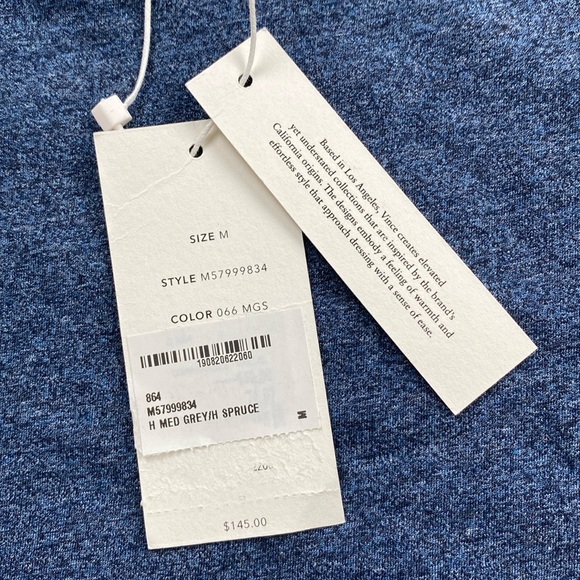 SIZE M
STYLE M57999834
COLOR 066 MGS
190820622060
864
M57999834
H MED GREY/H SPRUCE
M
$145.00
Based in Los Angeles, Vince creates elevated
yet understated collections that are inspired by the brand's
California origins. The designs embody a feeling of warmth and
effortless style that approach dressing with a sense of ease.